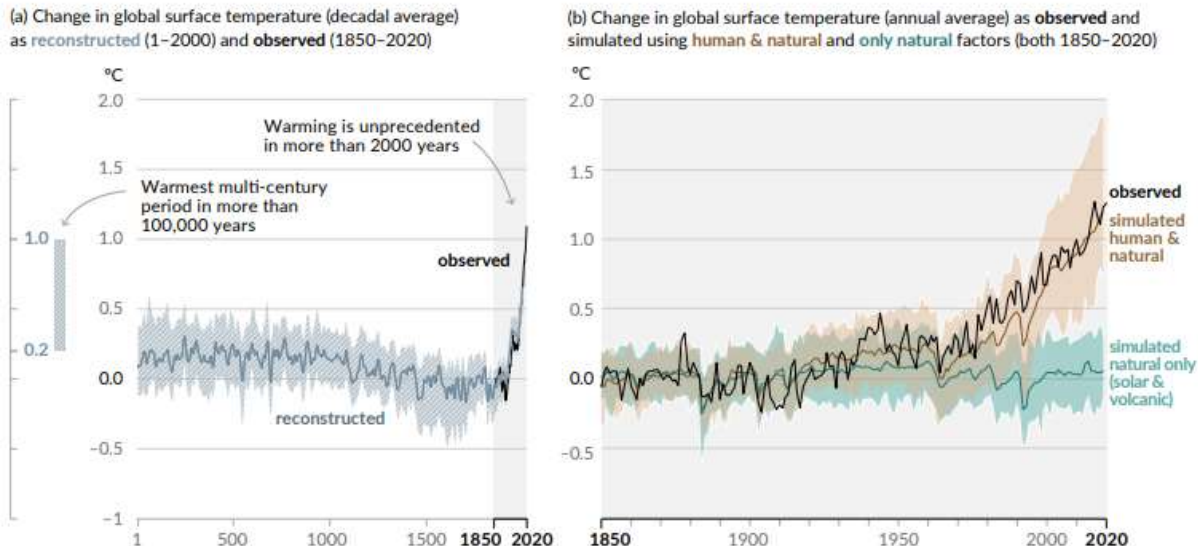 (a) Change in global surface temperature (decadal average)
as reconstructed (1–2000) and observed (1850–2020)
°C
2.0
1.5
1.0
0.5
0.0
−0.5
−1
1.0
0.2
Warming is unprecedented
in more than 2000 years
Warmest multi-century
period in more than
100,000 years
observed
reconstructed
1
500
1000
1500
1850
2020
(b) Change in global surface temperature (annual average) as observed and
simulated using human & natural and only natural factors (both 1850–2020)
°C
2.0
1.5
1.0
0.5
0.0
−0.5
observed
simulated
human &
natural
simulated
natural only
(solar &
volcanic)
1850
1900
1950
2000
2020